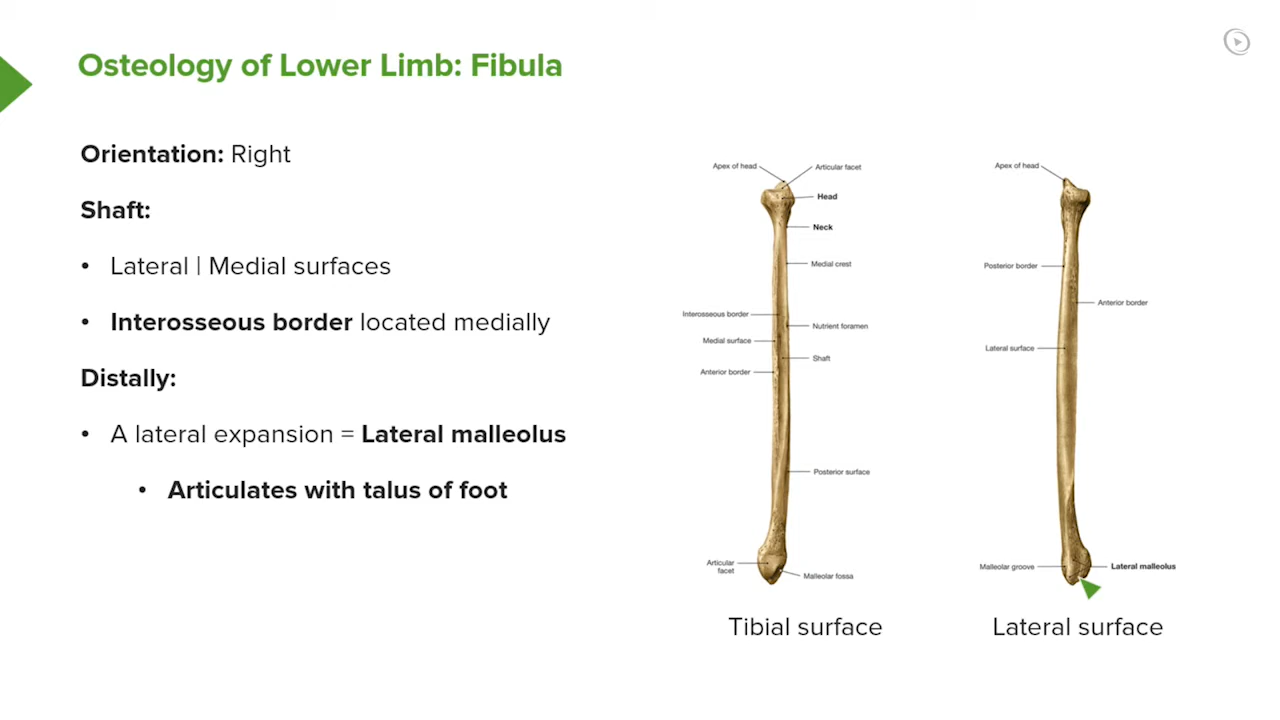 Osteology of Lower Limb: Fibula
Orientation: Right
Shaft:
• Lateral | Medial surfaces
• Interosseous border located medially
Distally:
• A lateral expansion = Lateral malleolus
• Articulates with talus of foot
Apex of head
Articular facet
Head
Neck
Medial crest
Interosseous border
Nutrient foramen
Medial surface
Shaft
Anterior border
Posterior surface
Articular
facet
Malleolar fossa
Tibial surface
Apex of head
Posterior border
Anterior border
Lateral surface
Malleolar groove
Lateral malleolus
Lateral surface